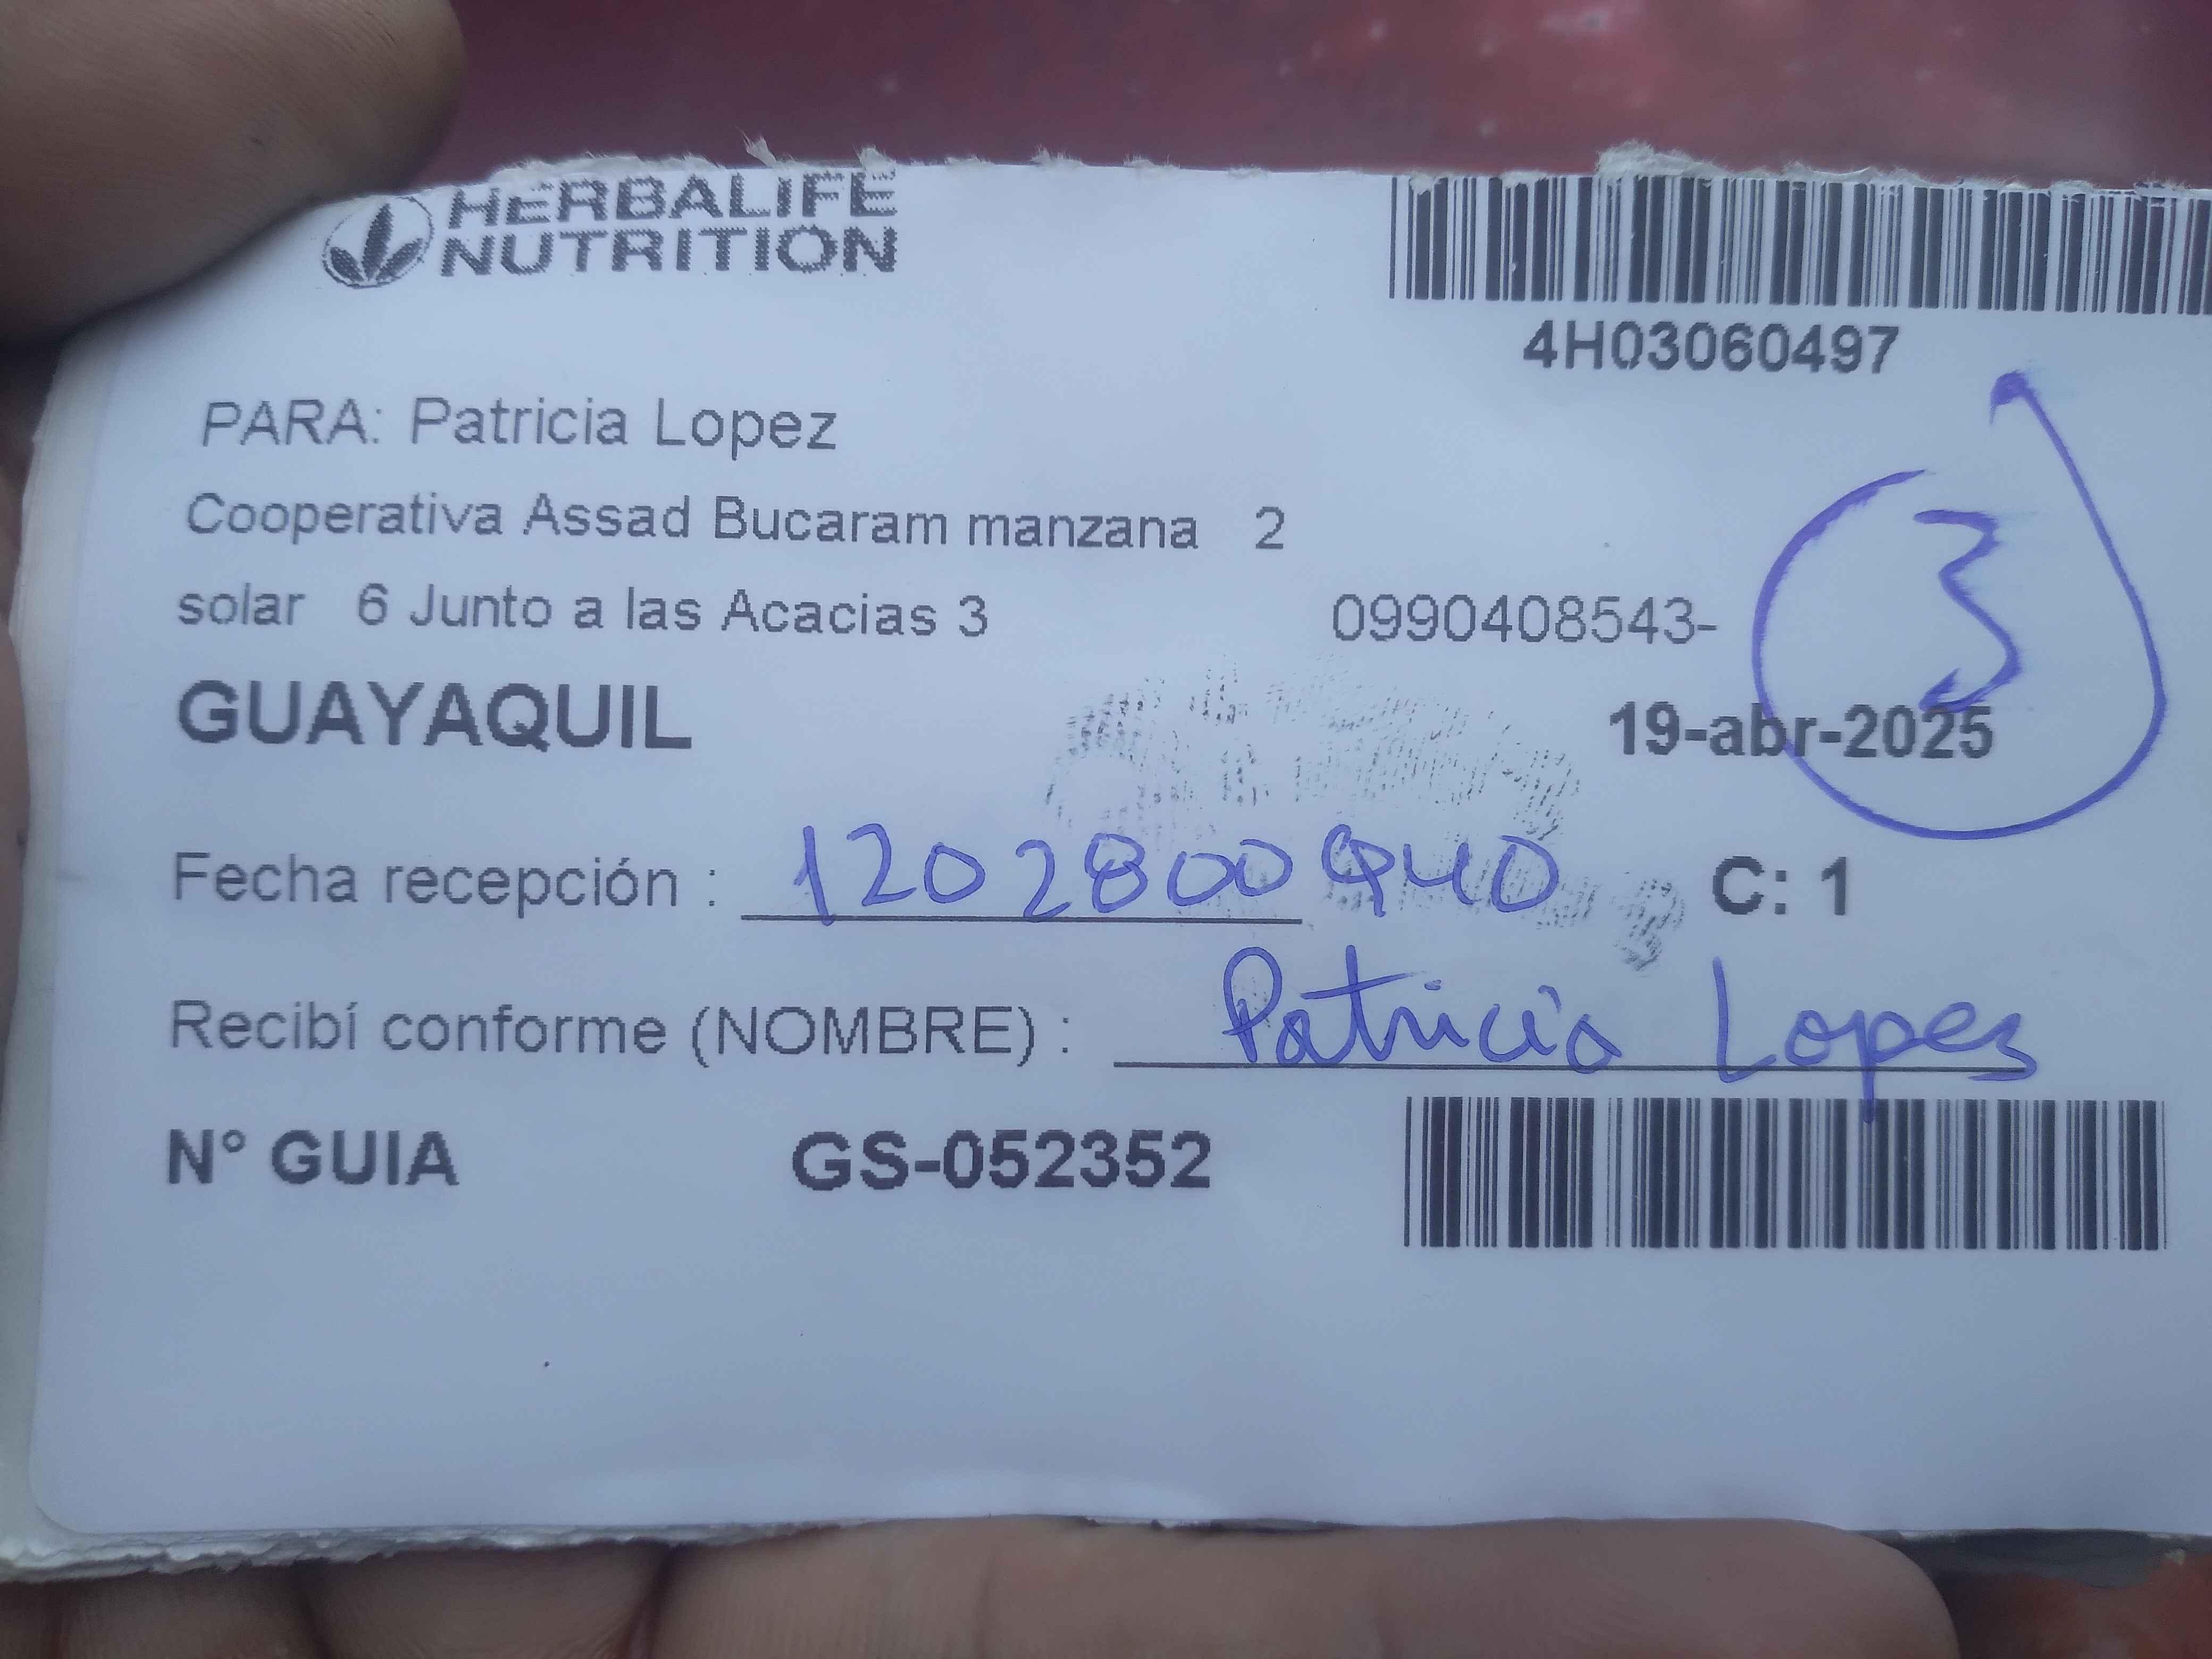 HERBALIFE
NUTRITION
4H03060497
PARA: Patricia Lopez
Cooperativa Assad Bucaram manzana 2
solar 6 Junto a las Acacias 3
0990408543-
3
GUAYAQUIL
19-abr-2025
Fecha recepción : 1202800940
C: 1
Recibí conforme (NOMBRE) : Patricia Lopes
N° GUIA GS-052352